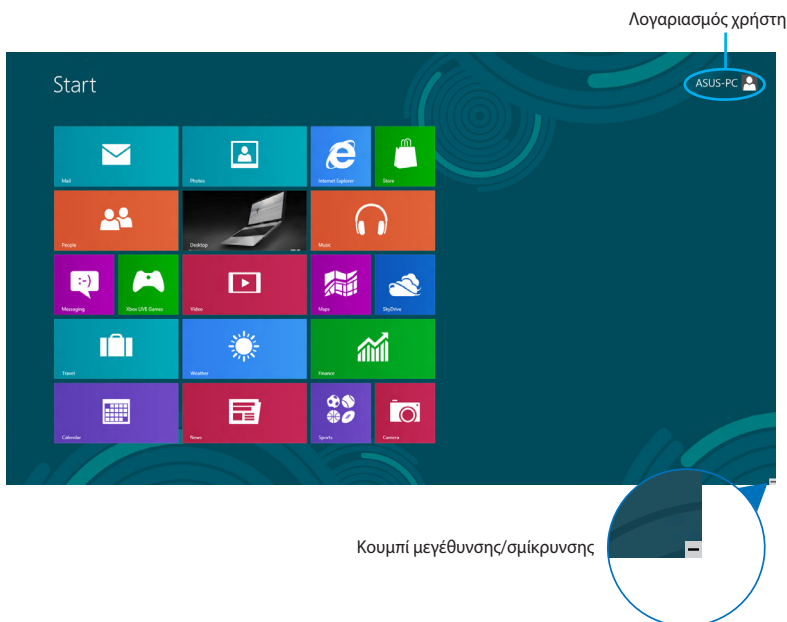 Λογαριασμός χρήστη
Start
ASUS-PC
Mail
Photos
Internet Explorer
Store
People
Desktop
Music
Messaging
Xbox LIVE Games
Video
Maps
SkyDrive
Travel
Weather
Finance
Calendar
News
Sports
Camera
Κουμπί μεγέθυνσης/σμίκρυνσης